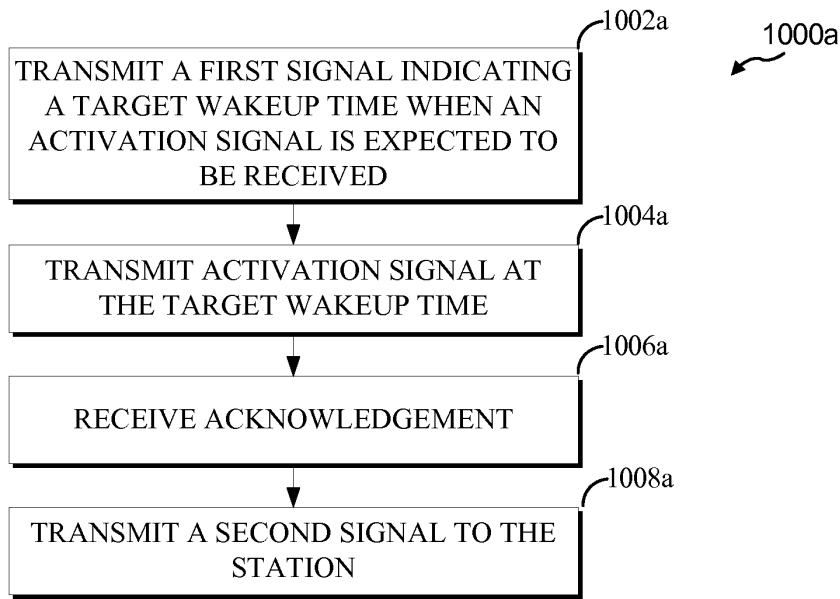 1002a
1000a
TRANSMIT A FIRST SIGNAL INDICATING
A TARGET WAKEUP TIME WHEN AN
ACTIVATION SIGNAL IS EXPECTED TO
BE RECEIVED
1004a
TRANSMIT ACTIVATION SIGNAL AT
THE TARGET WAKEUP TIME
1006a
RECEIVE ACKNOWLEDGEMENT
1008a
TRANSMIT A SECOND SIGNAL TO THE
STATION